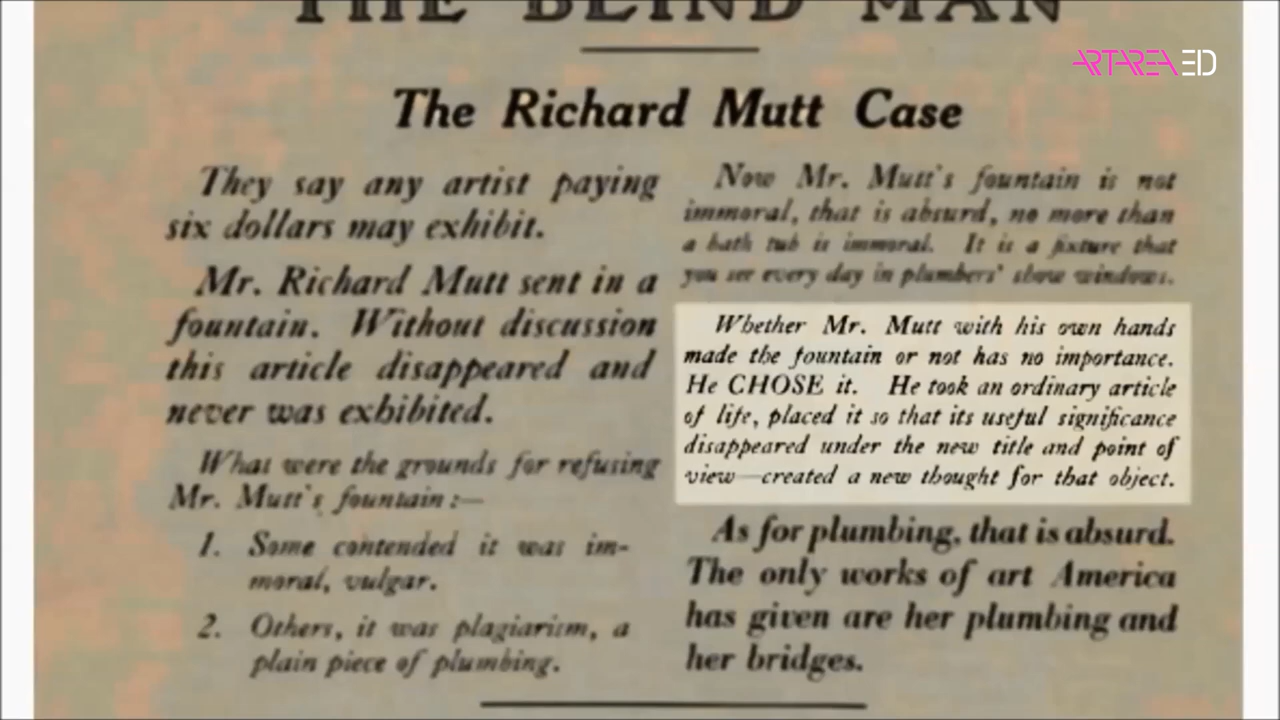 THE BLIND MAN
ARTAREA ED
The Richard Mutt Case
They say any artist paying
six dollars may exhibit.
Mr. Richard Mutt sent in a
fountain. Without discussion
this article disappeared and
never was exhibited.
What were the grounds for refusing
Mr. Mutt's fountain:—
1. Some contended it was im-
moral, vulgar.
2. Others, it was plagiarism, a
plain piece of plumbing.
Now Mr. Mutt's fountain is not
immoral, that is absurd, no more than
a bath tub is immoral. It is a fixture that
you see every day in plumbers' show windows.
Whether Mr. Mutt with his own hands
made the fountain or not has no importance.
He CHOSE it. He took an ordinary article
of life, placed it so that its useful significance
disappeared under the new title and point of
view—created a new thought for that object.
As for plumbing, that is absurd.
The only works of art America
has given are her plumbing and
her bridges.